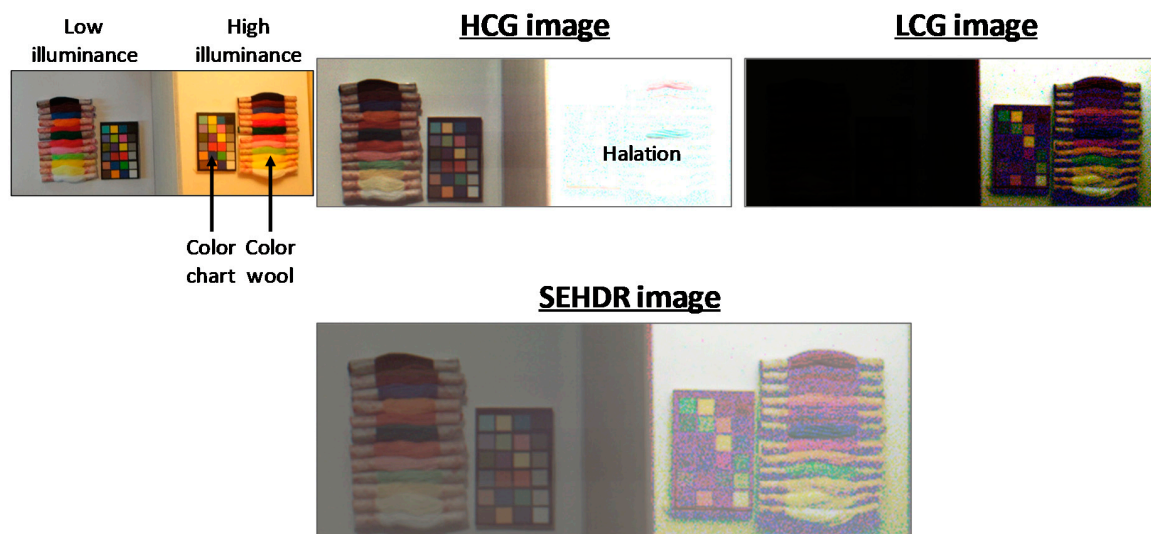 Low
illuminance
High
illuminance
HCG image
LCG image
Halation
Color
chart
Color
wool
SEHDR image